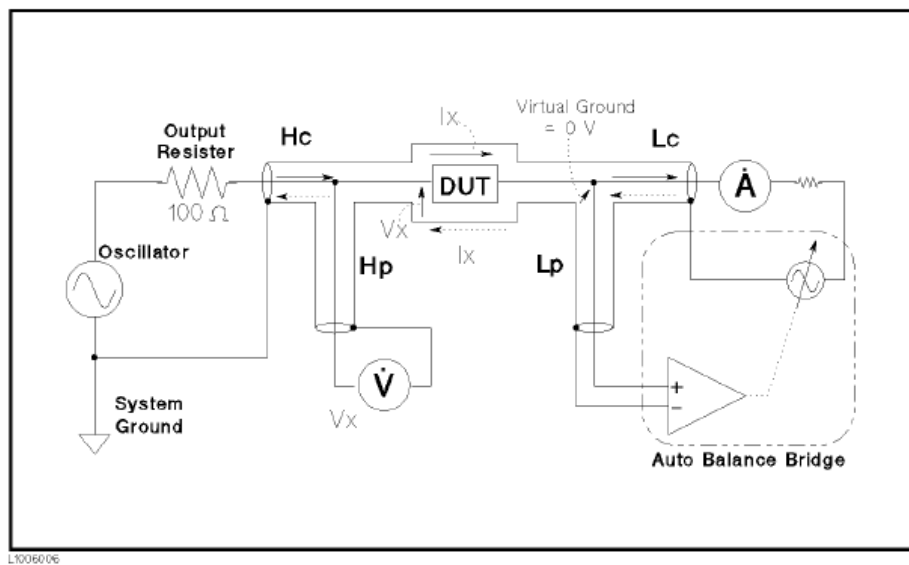 Output
Resister
100 Ω
Oscillator
System
Ground
Hc
Ix
Virtual Ground
= 0 V
Lc
DUT
Vx
Ix
Hp
Lp
V
Vx
A
+
−
Auto Balance Bridge
L1006006